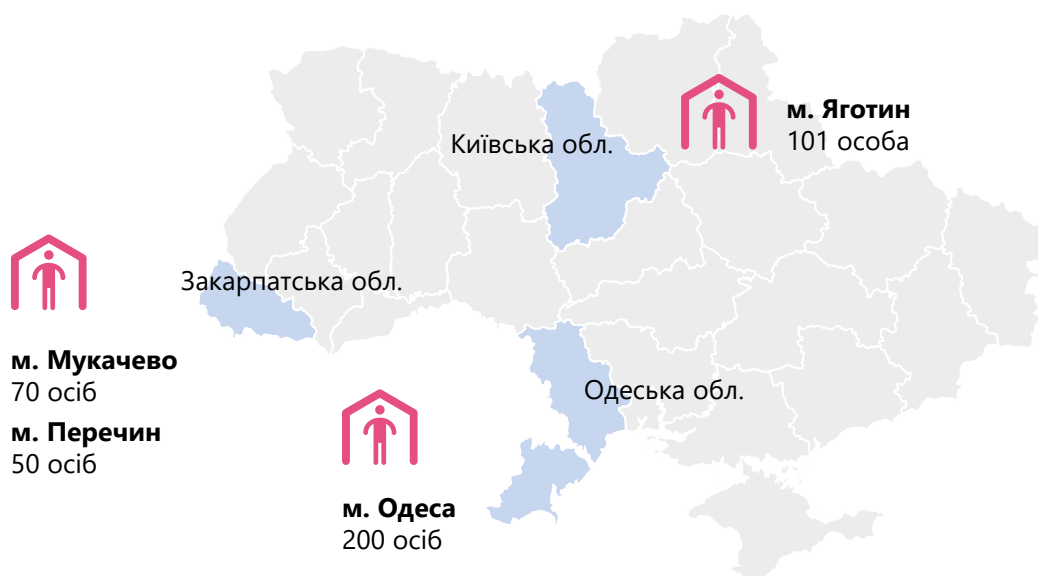 м. Яготин
101 особа
Київська обл.
Закарпатська обл.
м. Мукачево
70 осіб
м. Перечин
50 осіб
Одеська обл.
м. Одеса
200 осіб